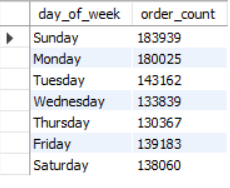 day_of_week order_count
Sunday 183939
Monday 180025
Tuesday 143162
Wednesday 133839
Thursday 130367
Friday 139183
Saturday 138060